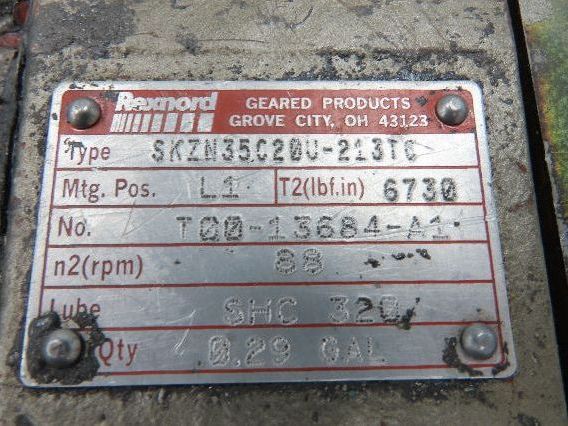 Rexnord
GEARED PRODUCTS
GROVE CITY, OH 43123
Type SKZN35C20U-213TC
Mtg. Pos. L1 T2(lbf.in) 6730
No. T00-13684-A1
n2(rpm) 88
Lube SHC 320
Qty 0.29 GAL